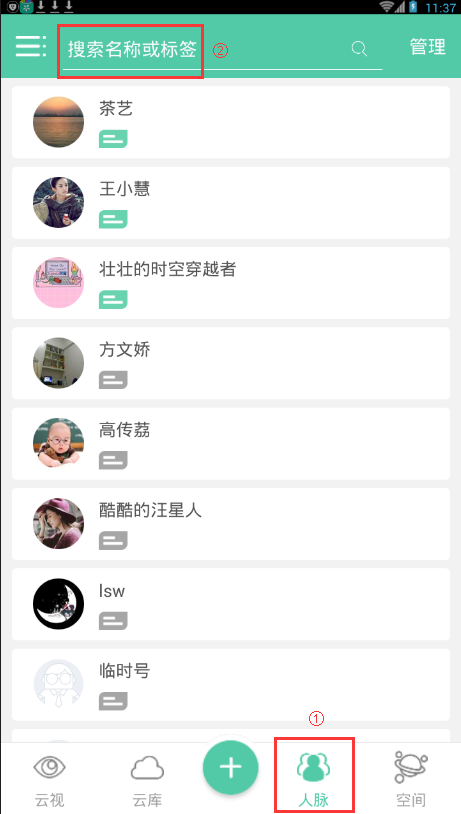 11:37
搜索名称或标签
②
管理
茶艺
王小慧
壮壮的时空穿越者
方文娇
高传荔
酷酷的汪星人
lsw
临时号
①
云视
云库
人脉
空间